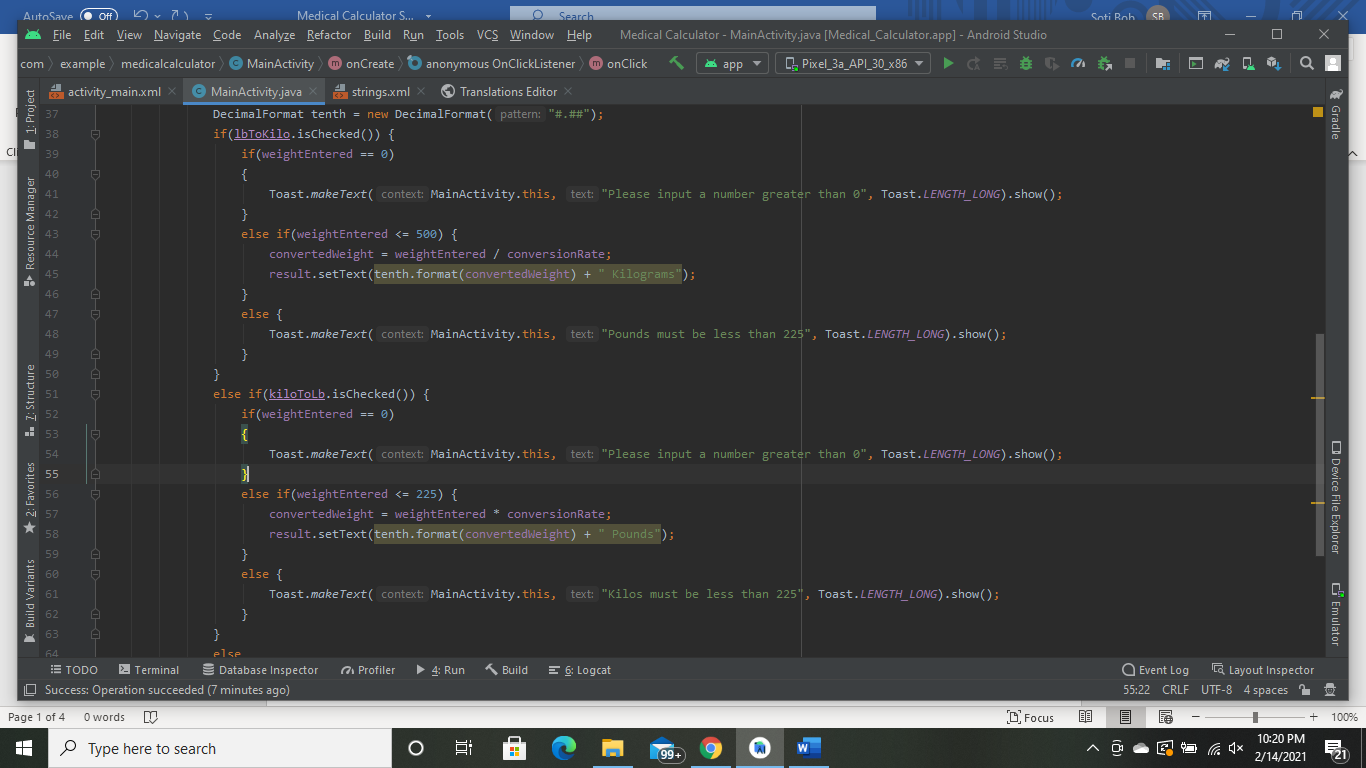 AutoSave Off Medical Calculator S... Search Soti Rob SB
File Edit View Navigate Code Analyze Refactor Build Run Tools VCS Window Help Medical Calculator - MainActivity.java [Medical_Calculator.app] - Android Studio
com example medicalcalculator MainActivity onCreate anonymous OnClickListener onClick app Pixel_3a_API_30_x86
activity_main.xml MainActivity.java strings.xml Translations Editor
37 DecimalFormat tenth = new DecimalFormat( pattern: "#.##");
38 if(lbToKilo.isChecked()) {
39 if(weightEntered == 0)
40 {
41 Toast.makeText( context: MainActivity.this, text: "Please input a number greater than 0", Toast.LENGTH_LONG).show();
42 }
43 else if(weightEntered <= 500) {
44 convertedWeight = weightEntered / conversionRate;
45 result.setText(tenth.format(convertedWeight) + " Kilograms");
46 }
47 else {
48 Toast.makeText( context: MainActivity.this, text: "Pounds must be less than 225", Toast.LENGTH_LONG).show();
49 }
50 }
51 else if(kiloToLb.isChecked()) {
52 if(weightEntered == 0)
53 {
54 Toast.makeText( context: MainActivity.this, text: "Please input a number greater than 0", Toast.LENGTH_LONG).show();
55 }
56 else if(weightEntered <= 225) {
57 convertedWeight = weightEntered * conversionRate;
58 result.setText(tenth.format(convertedWeight) + " Pounds");
59 }
60 else {
61 Toast.makeText( context: MainActivity.this, text: "Kilos must be less than 225", Toast.LENGTH_LONG).show();
62 }
63 }
64 else
1: Project
Resource Manager
7: Structure
2: Favorites
Build Variants
Gradle
Device File Explorer
Emulator
TODO Terminal Database Inspector Profiler 4: Run Build 6: Logcat Event Log Layout Inspector
Success: Operation succeeded (7 minutes ago) 55:22 CRLF UTF-8 4 spaces
Page 1 of 4 0 words Focus 100%
Type here to search 99+ 10:20 PM
2/14/2021 21